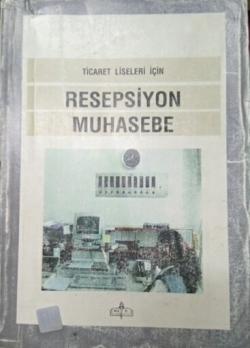 TİCARET LİSELERİ İÇİN
RESEPSİYON
MUHASEBE